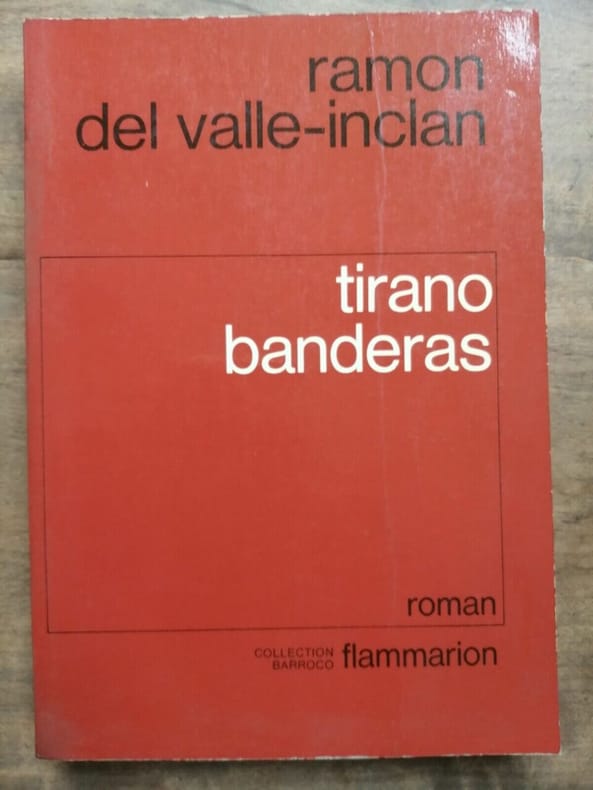 ramon
del valle-inclan
tirano
banderas
roman
COLLECTION
BARROCO
flammarion